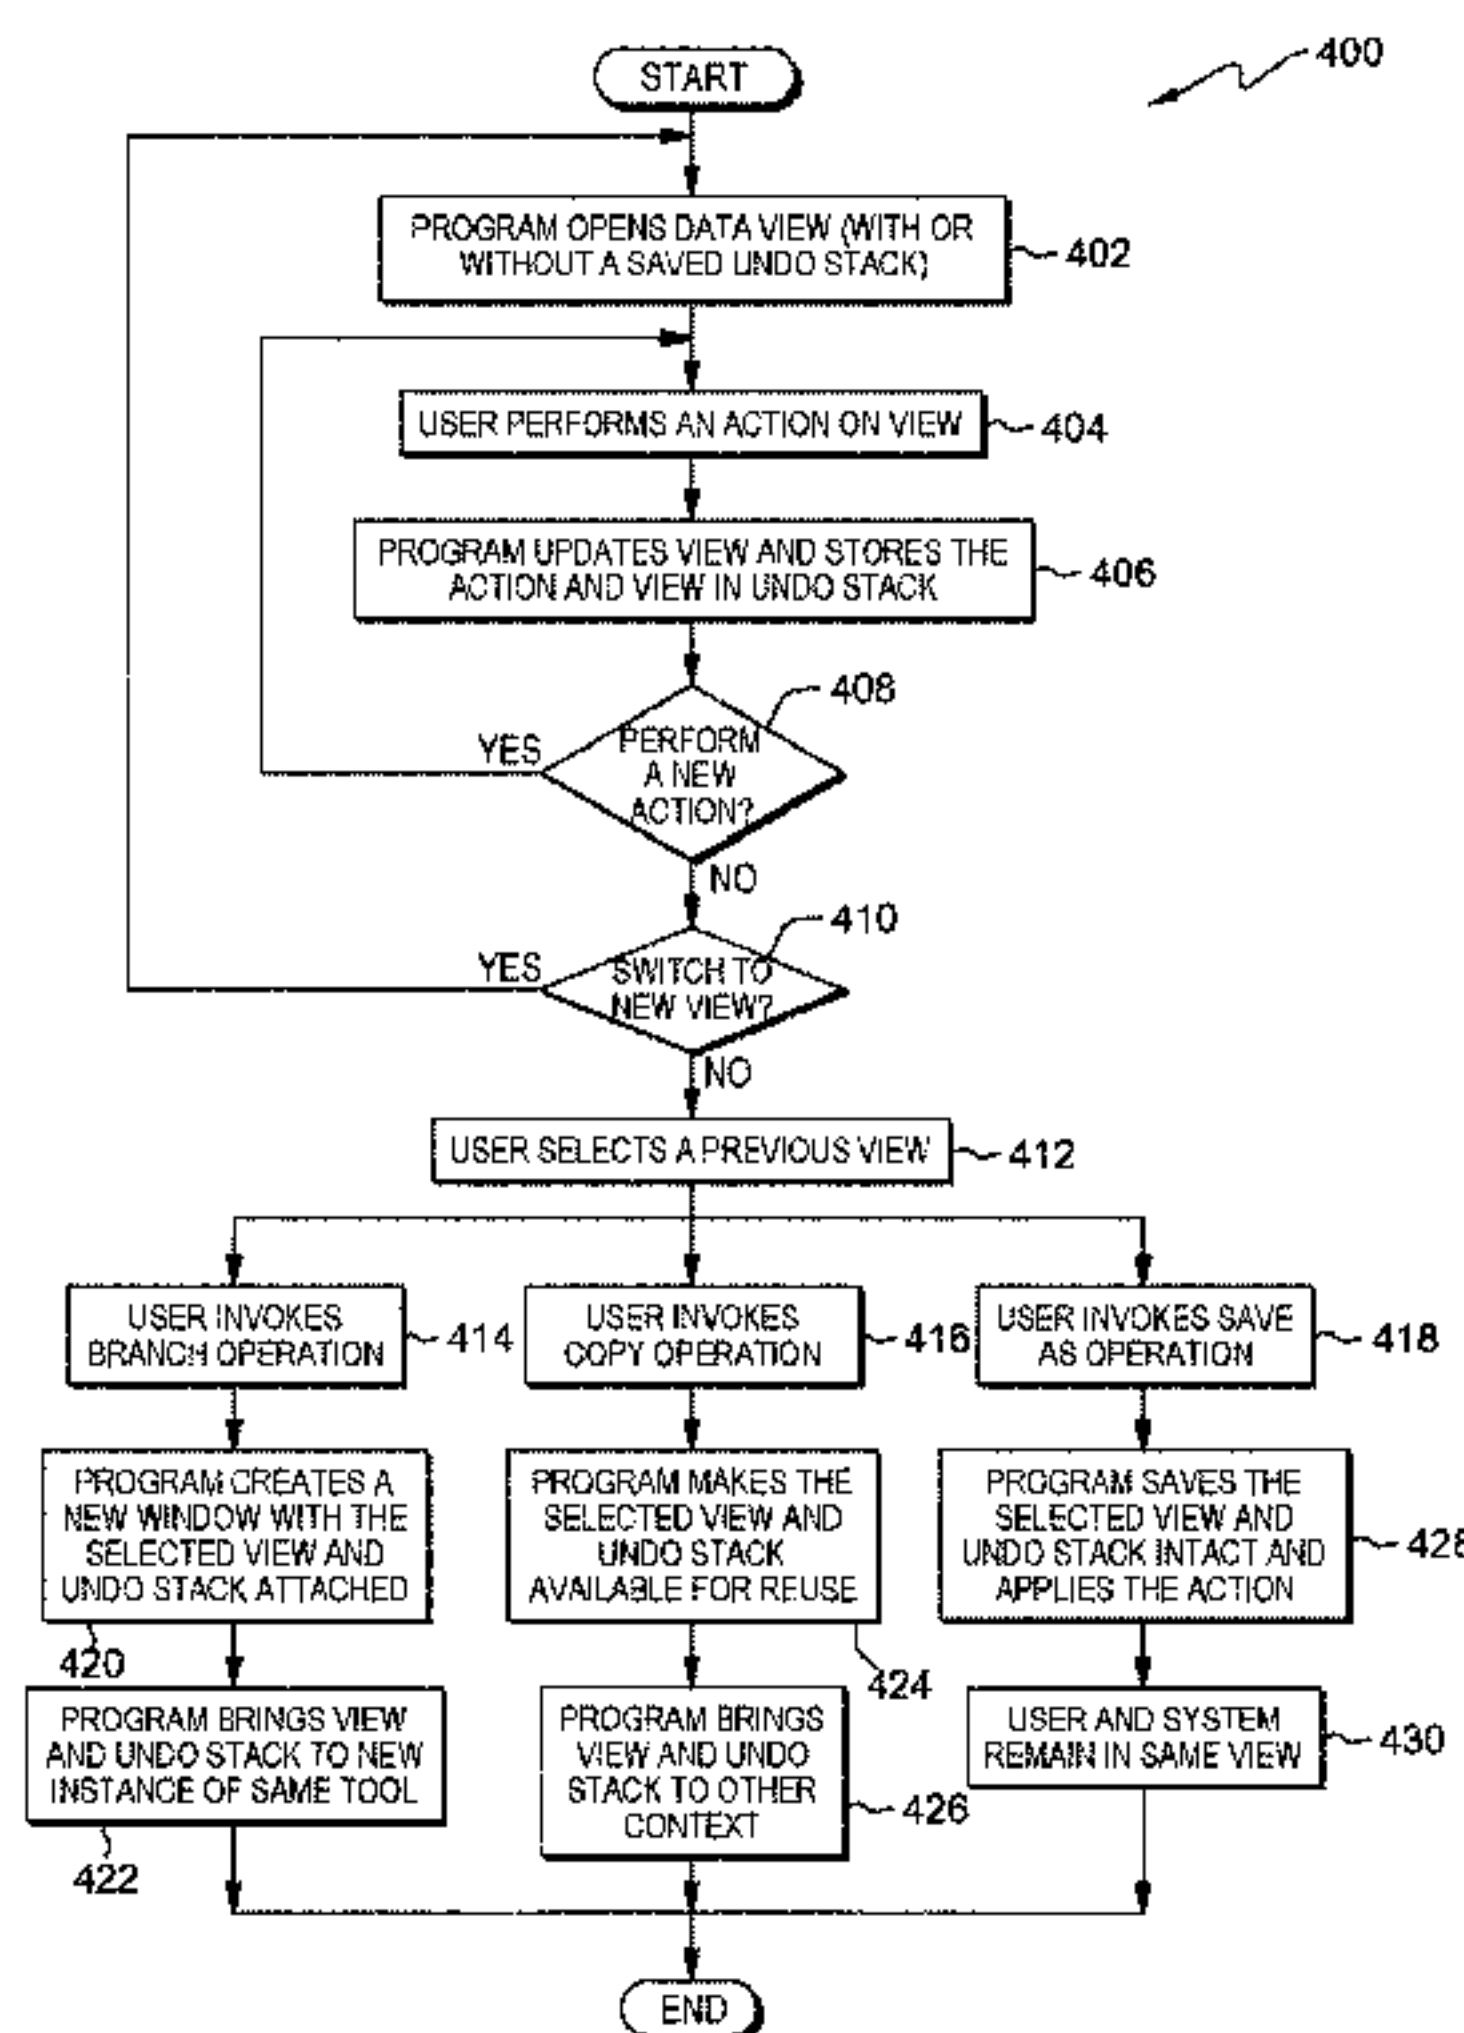 START
400
PROGRAM OPENS DATA VIEW (WITH OR
WITHOUT A SAVED UNDO STACK)
402
USER PERFORMS AN ACTION ON VIEW
404
PROGRAM UPDATES VIEW AND STORES THE
ACTION AND VIEW IN UNDO STACK
406
408
PERFORM
A NEW
ACTION?
YES
NO
410
SWITCH TO
NEW VIEW?
YES
NO
USER SELECTS A PREVIOUS VIEW
412
USER INVOKES
BRANCH OPERATION
414
USER INVOKES
COPY OPERATION
416
USER INVOKES SAVE
AS OPERATION
418
PROGRAM CREATES A
NEW WINDOW WITH THE
SELECTED VIEW AND
UNDO STACK ATTACHED
420
PROGRAM MAKES THE
SELECTED VIEW AND
UNDO STACK
AVAILABLE FOR REUSE
424
PROGRAM SAVES THE
SELECTED VIEW AND
UNDO STACK INTACT AND
APPLIES THE ACTION
428
PROGRAM BRINGS VIEW
AND UNDO STACK TO NEW
INSTANCE OF SAME TOOL
422
PROGRAM BRINGS
VIEW AND UNDO
STACK TO OTHER
CONTEXT
426
USER AND SYSTEM
REMAIN IN SAME VIEW
430
END